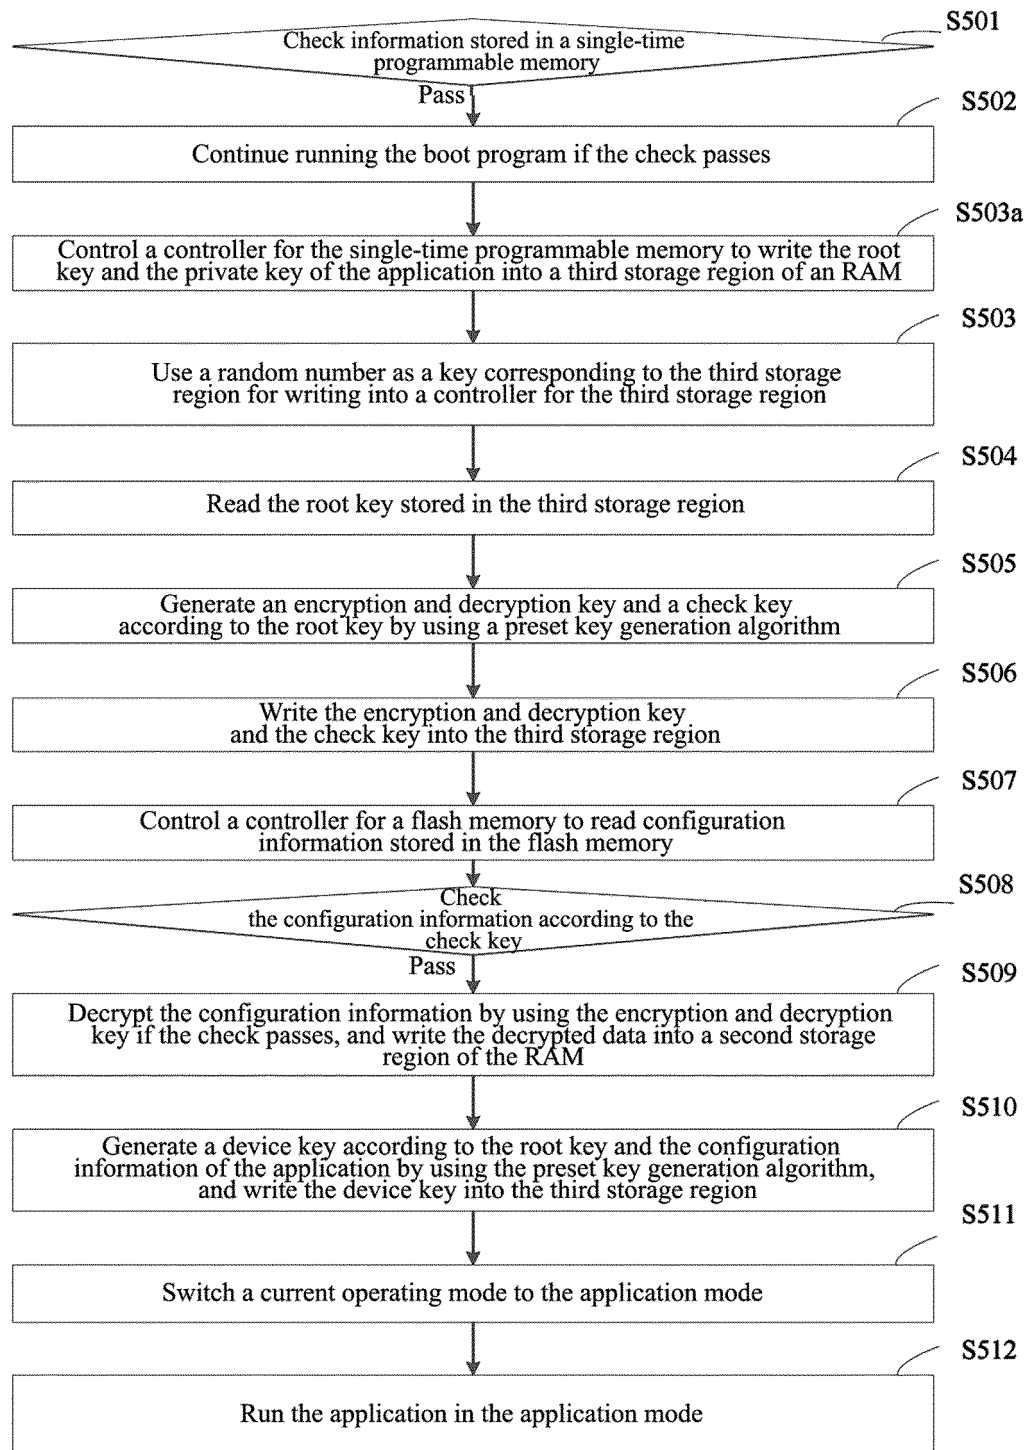 S501
Check information stored in a single-time
programmable memory
Pass
S502
Continue running the boot program if the check passes
S503a
Control a controller for the single-time programmable memory to write the root
key and the private key of the application into a third storage region of an RAM
S503
Use a random number as a key corresponding to the third storage
region for writing into a controller for the third storage region
S504
Read the root key stored in the third storage region
S505
Generate an encryption and decryption key and a check key
according to the root key by using a preset key generation algorithm
S506
Write the encryption and decryption key
and the check key into the third storage region
S507
Control a controller for a flash memory to read configuration
information stored in the flash memory
S508
Check
the configuration information according to the
check key
Pass
S509
Decrypt the configuration information by using the encryption and decryption
key if the check passes, and write the decrypted data into a second storage
region of the RAM
S510
Generate a device key according to the root key and the configuration
information of the application by using the preset key generation algorithm,
and write the device key into the third storage region
S511
Switch a current operating mode to the application mode
S512
Run the application in the application mode